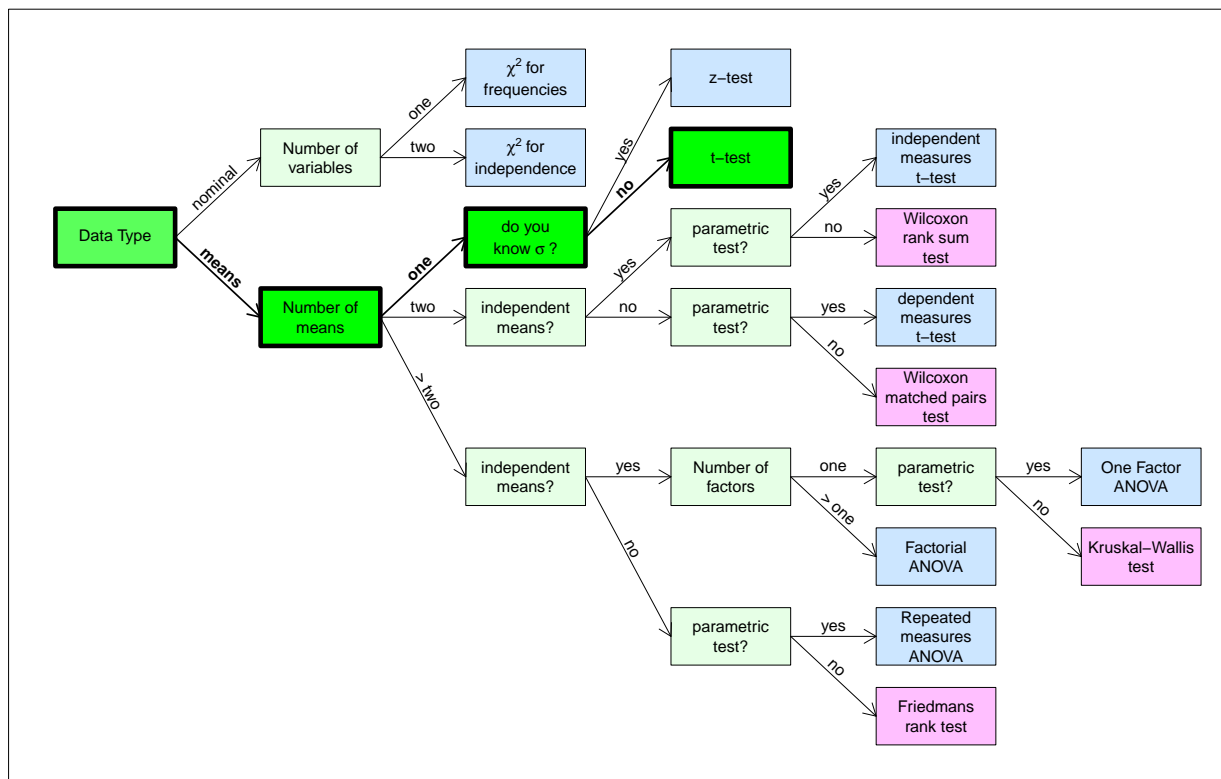 χ² for
frequencies
z−test
one
Number of
variables
two
χ² for
independence
yes
t−test
independent
measures
t−test
nominal
no
yes
Data Type
do you
know σ ?
parametric
test?
no
Wilcoxon
rank sum
test
means
one
yes
Number of
means
two
independent
means?
no
parametric
test?
yes
dependent
measures
t−test
no
> two
Wilcoxon
matched pairs
test
independent
means?
yes
Number of
factors
one
parametric
test?
yes
One Factor
ANOVA
> one
no
no
Factorial
ANOVA
Kruskal−Wallis
test
parametric
test?
yes
Repeated
measures
ANOVA
no
Friedmans
rank test